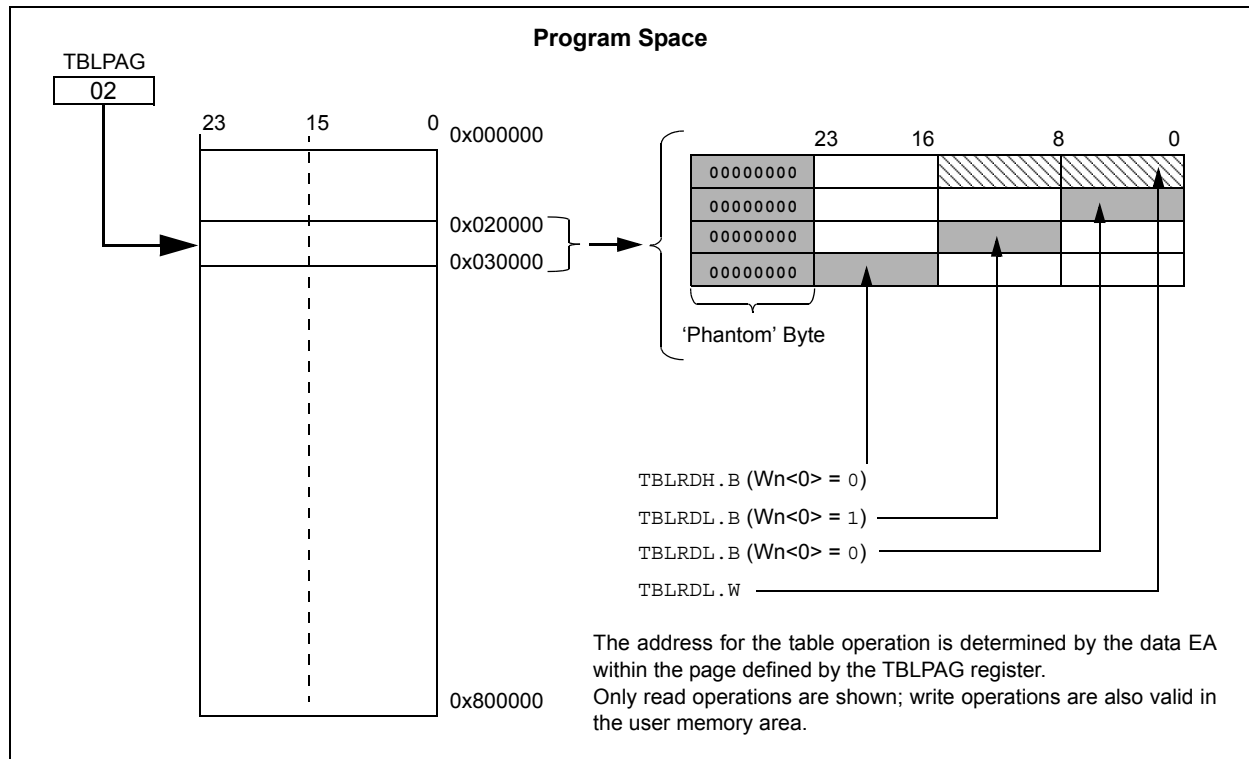 Program Space
TBLPAG
02
23 15 0
0x000000
0x020000
0x030000
0x800000
23 16 8 0
00000000
00000000
00000000
00000000
‘Phantom’ Byte
TBLRDH.B (Wn<0> = 0)
TBLRDL.B (Wn<0> = 1)
TBLRDL.B (Wn<0> = 0)
TBLRDL.W
The address for the table operation is determined by the data EA
within the page defined by the TBLPAG register.
Only read operations are shown; write operations are also valid in
the user memory area.